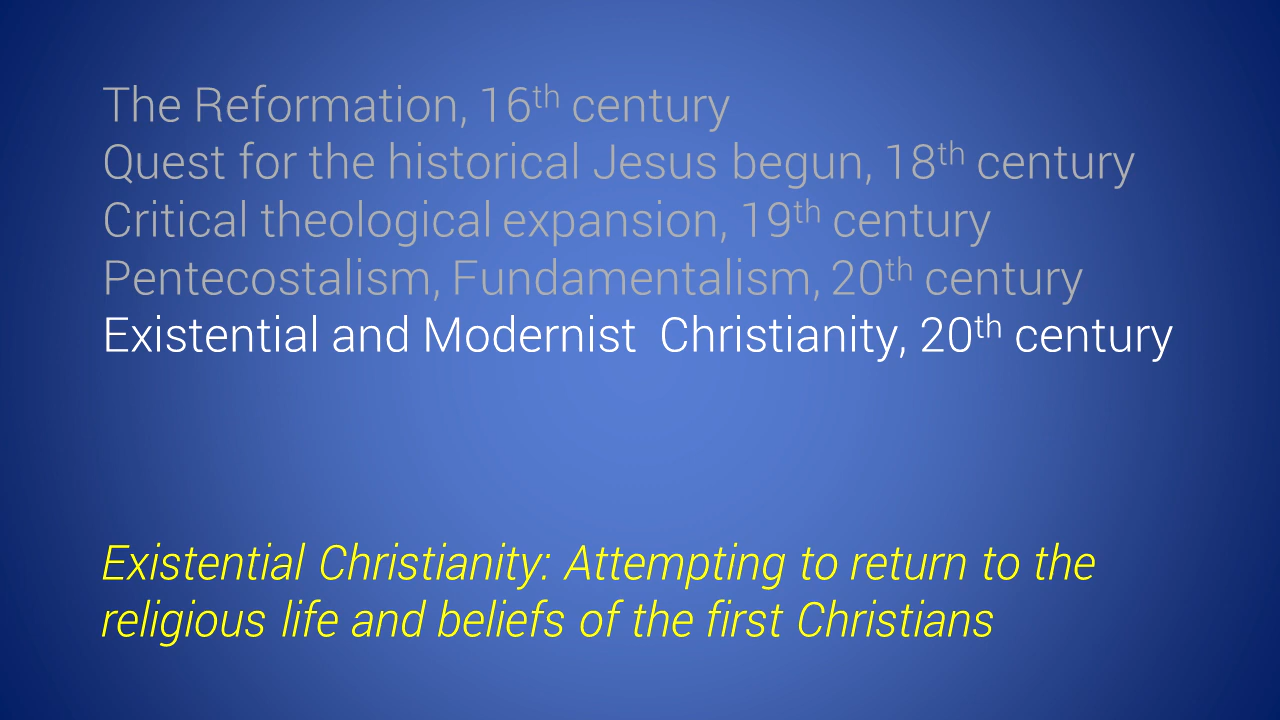 The Reformation, 16th century
Quest for the historical Jesus begun, 18th century
Critical theological expansion, 19th century
Pentecostalism, Fundamentalism, 20th century
Existential and Modernist  Christianity, 20th century
Existential Christianity: Attempting to return to the
religious life and beliefs of the first Christians